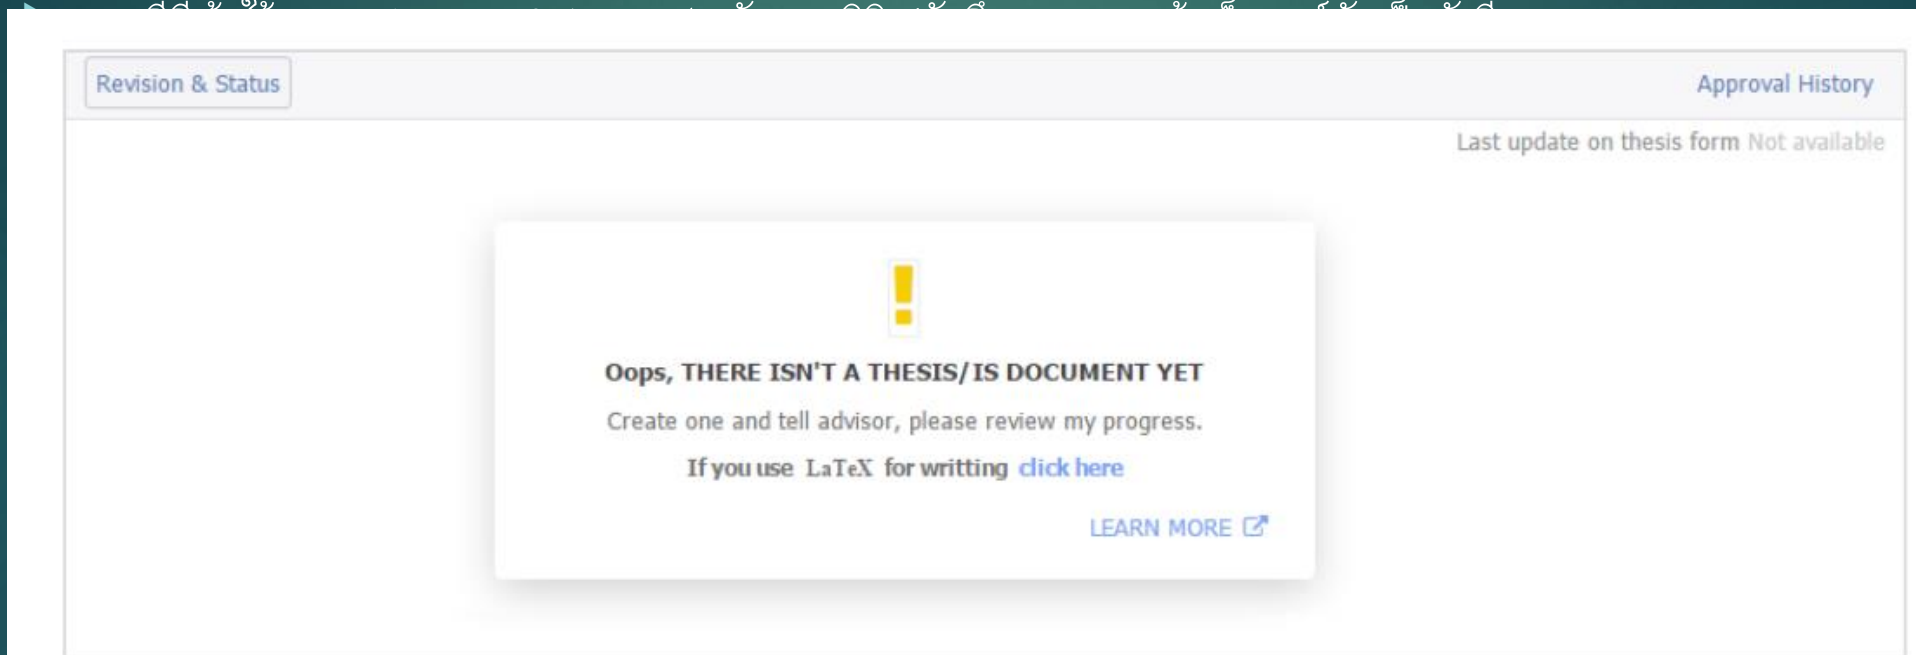 Revision & Status
Approval History
Last update on thesis form Not available
Oops, THERE ISN'T A THESIS/IS DOCUMENT YET
Create one and tell advisor, please review my progress.
If you use LaTeX for writting click here
LEARN MORE